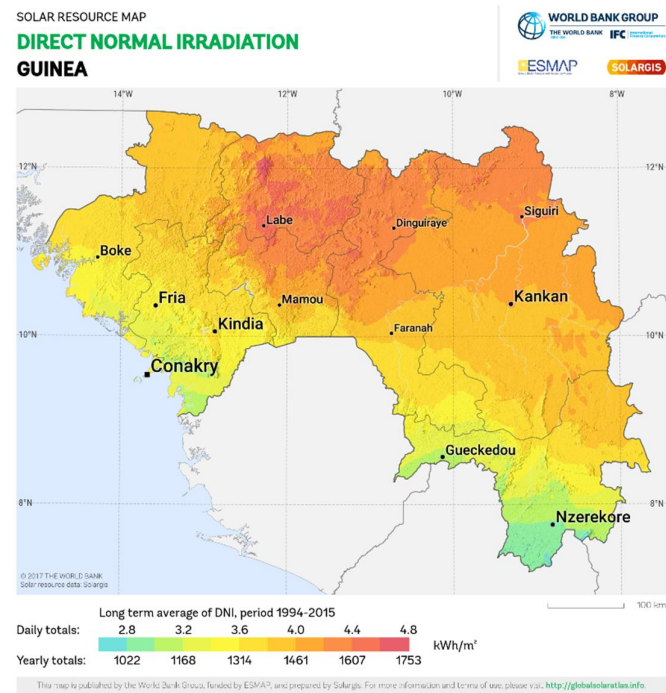 SOLAR RESOURCE MAP
DIRECT NORMAL IRRADIATION
GUINEA
WORLD BANK GROUP
THE WORLD BANK
IFC
ESMAP
SOLARGIS
14°W
12°W
10°W
8°W
12°N
12°N
Labe
Dinguiraye
Siguiri
Boke
Fria
Mamou
Kankan
Kindia
Faranah
10°N
10°N
Conakry
Gueckedou
8°N
8°N
Nzerekore
© 2017 THE WORLD BANK
Solar resource data: Solargis
100 km
Long term average of DNI, period 1994-2015
Daily totals: 2.8 3.2 3.6 4.0 4.4 4.8
kWh/m²
Yearly totals: 1022 1168 1314 1461 1607 1753
This map is published by the World Bank Group, funded by ESMAP, and prepared by Solargis. For more information and terms of use, please visit http://globalsolaratlas.info.